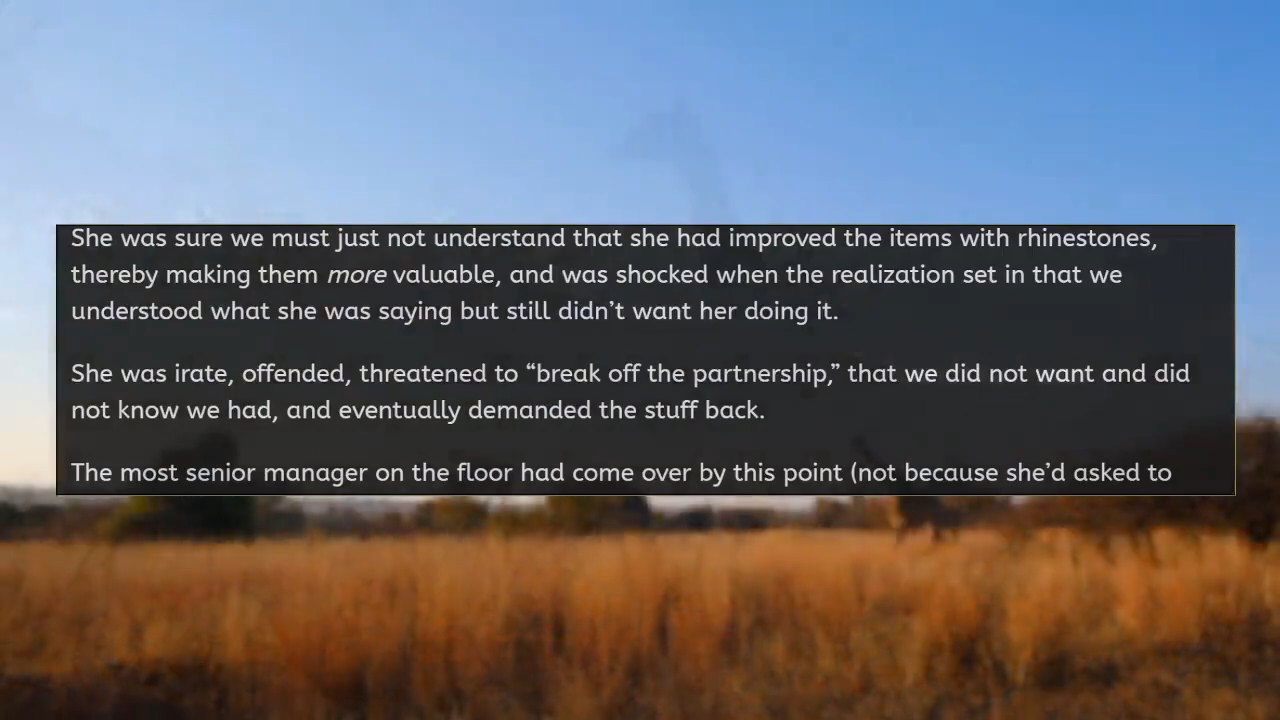 She was sure we must just not understand that she had improved the items with rhinestones,
thereby making them more valuable, and was shocked when the realization set in that we
understood what she was saying but still didn’t want her doing it.
She was irate, offended, threatened to “break off the partnership,” that we did not want and did
not know we had, and eventually demanded the stuff back.
The most senior manager on the floor had come over by this point (not because she’d asked to